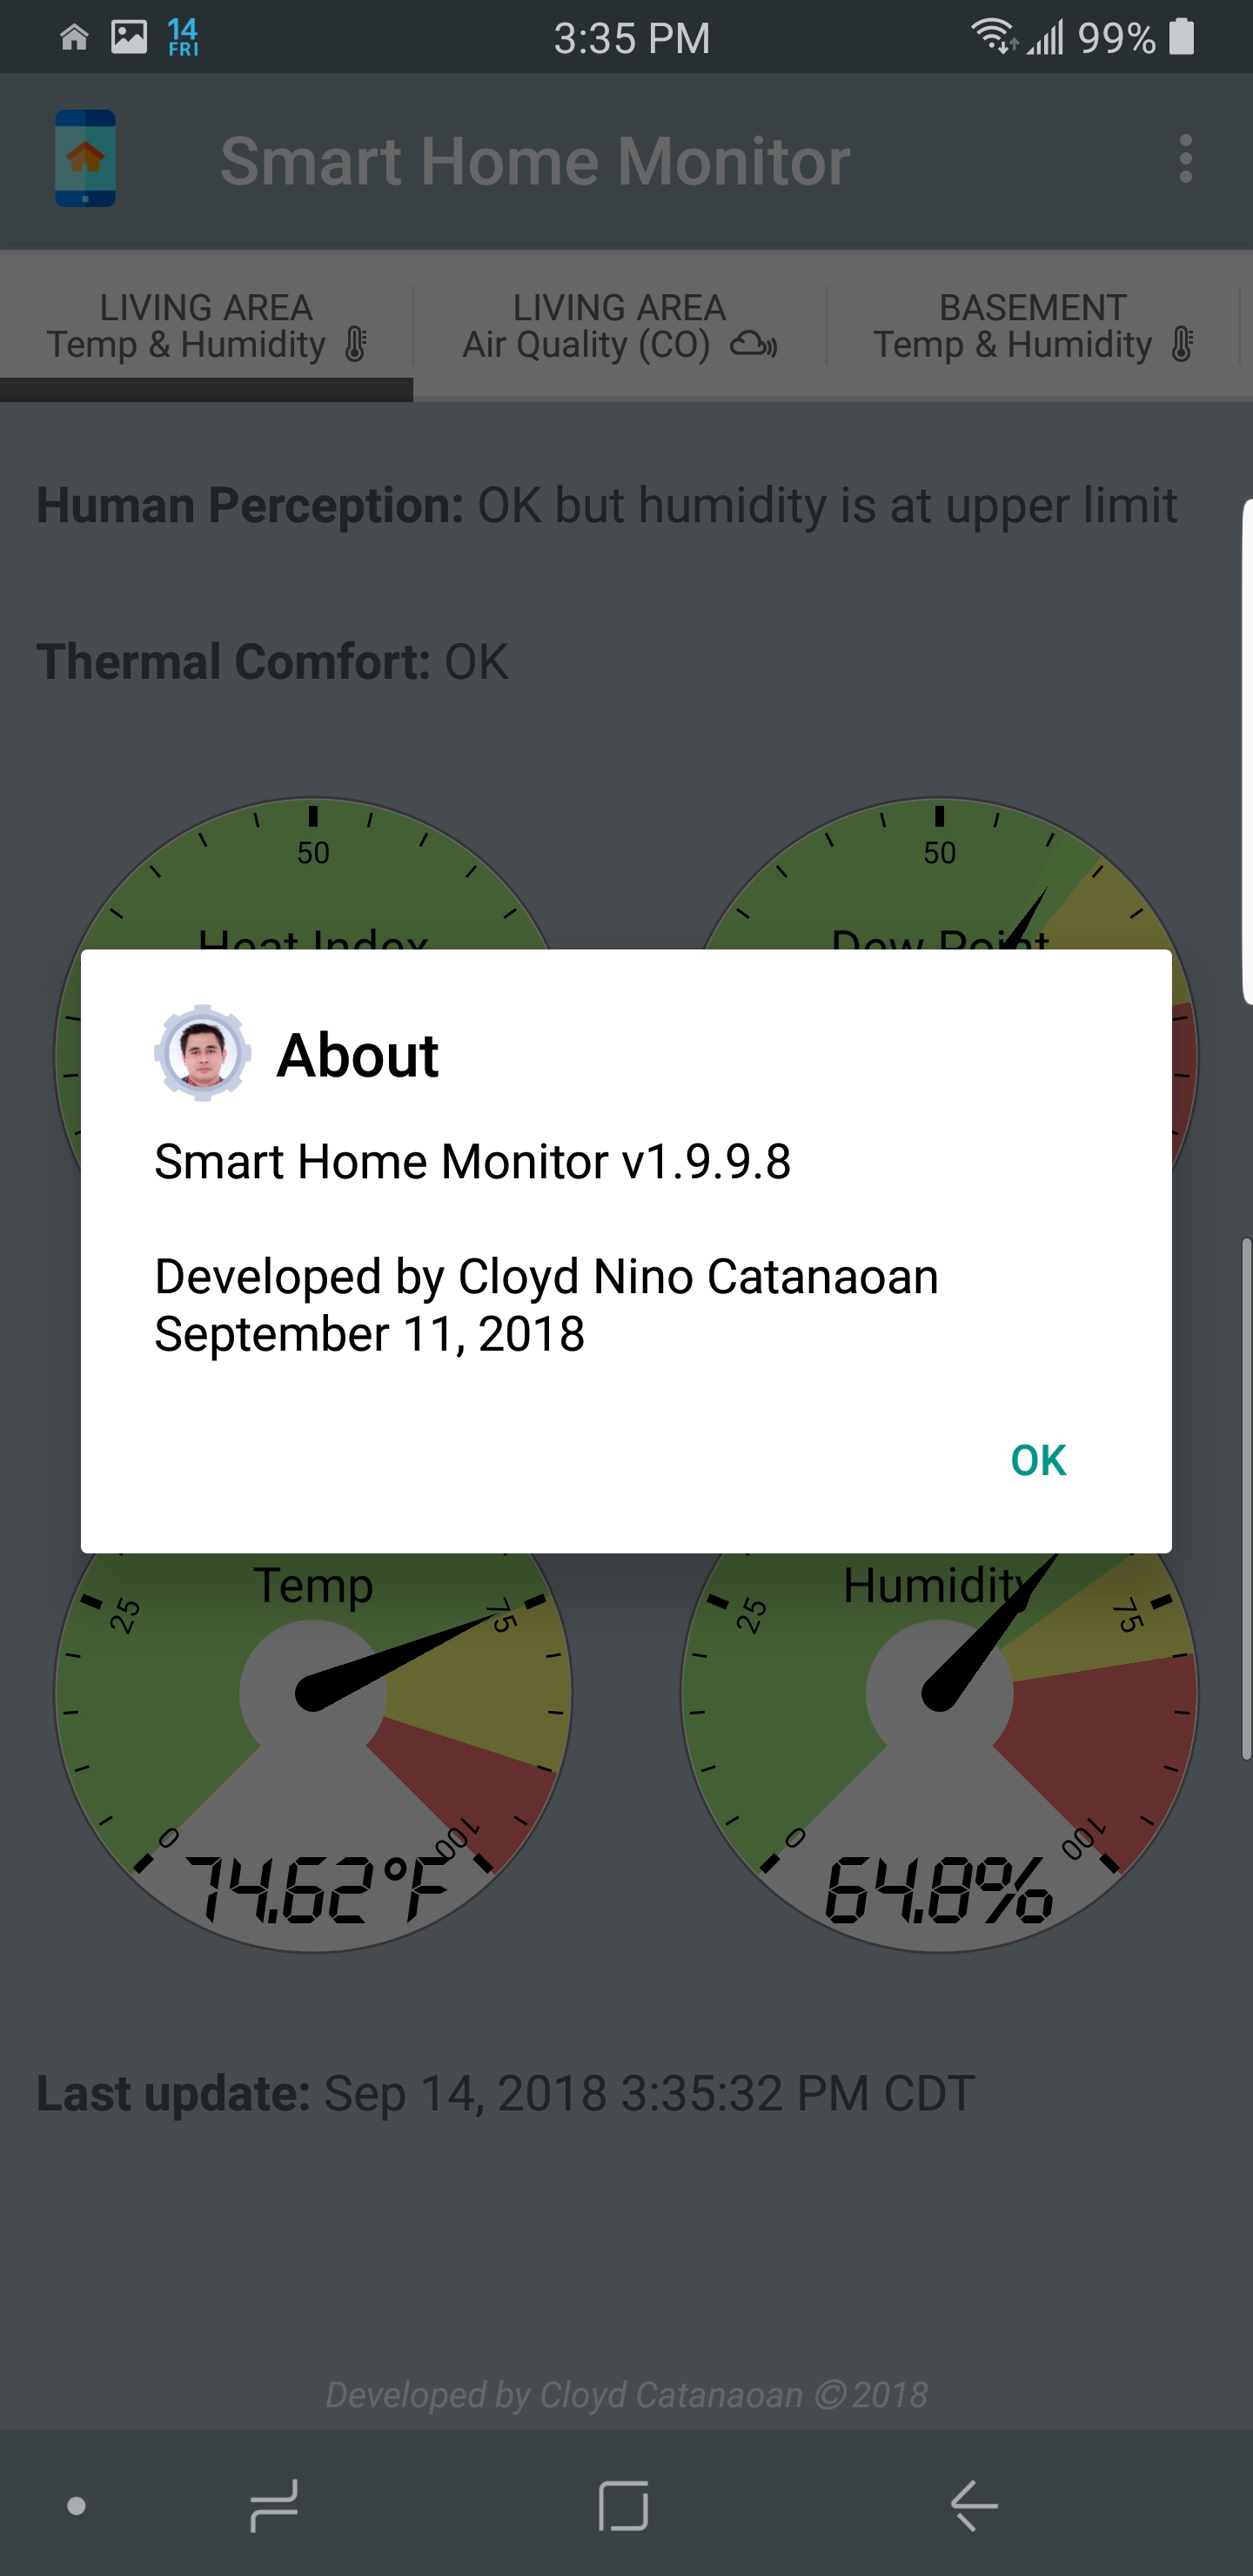 14
FRI
3:35 PM
99%
Smart Home Monitor
LIVING AREA
Temp & Humidity
LIVING AREA
Air Quality (CO)
BASEMENT
Temp & Humidity
Human Perception: OK but humidity is at upper limit
Thermal Comfort: OK
50
Heat Index
50
Dew Point
About
Smart Home Monitor v1.9.9.8
Developed by Cloyd Nino Catanaoan
September 11, 2018
OK
Temp
25
75
0
100
74.62°F
Humidity
25
75
0
100
64.8%
Last update: Sep 14, 2018 3:35:32 PM CDT
Developed by Cloyd Catanaoan ©2018